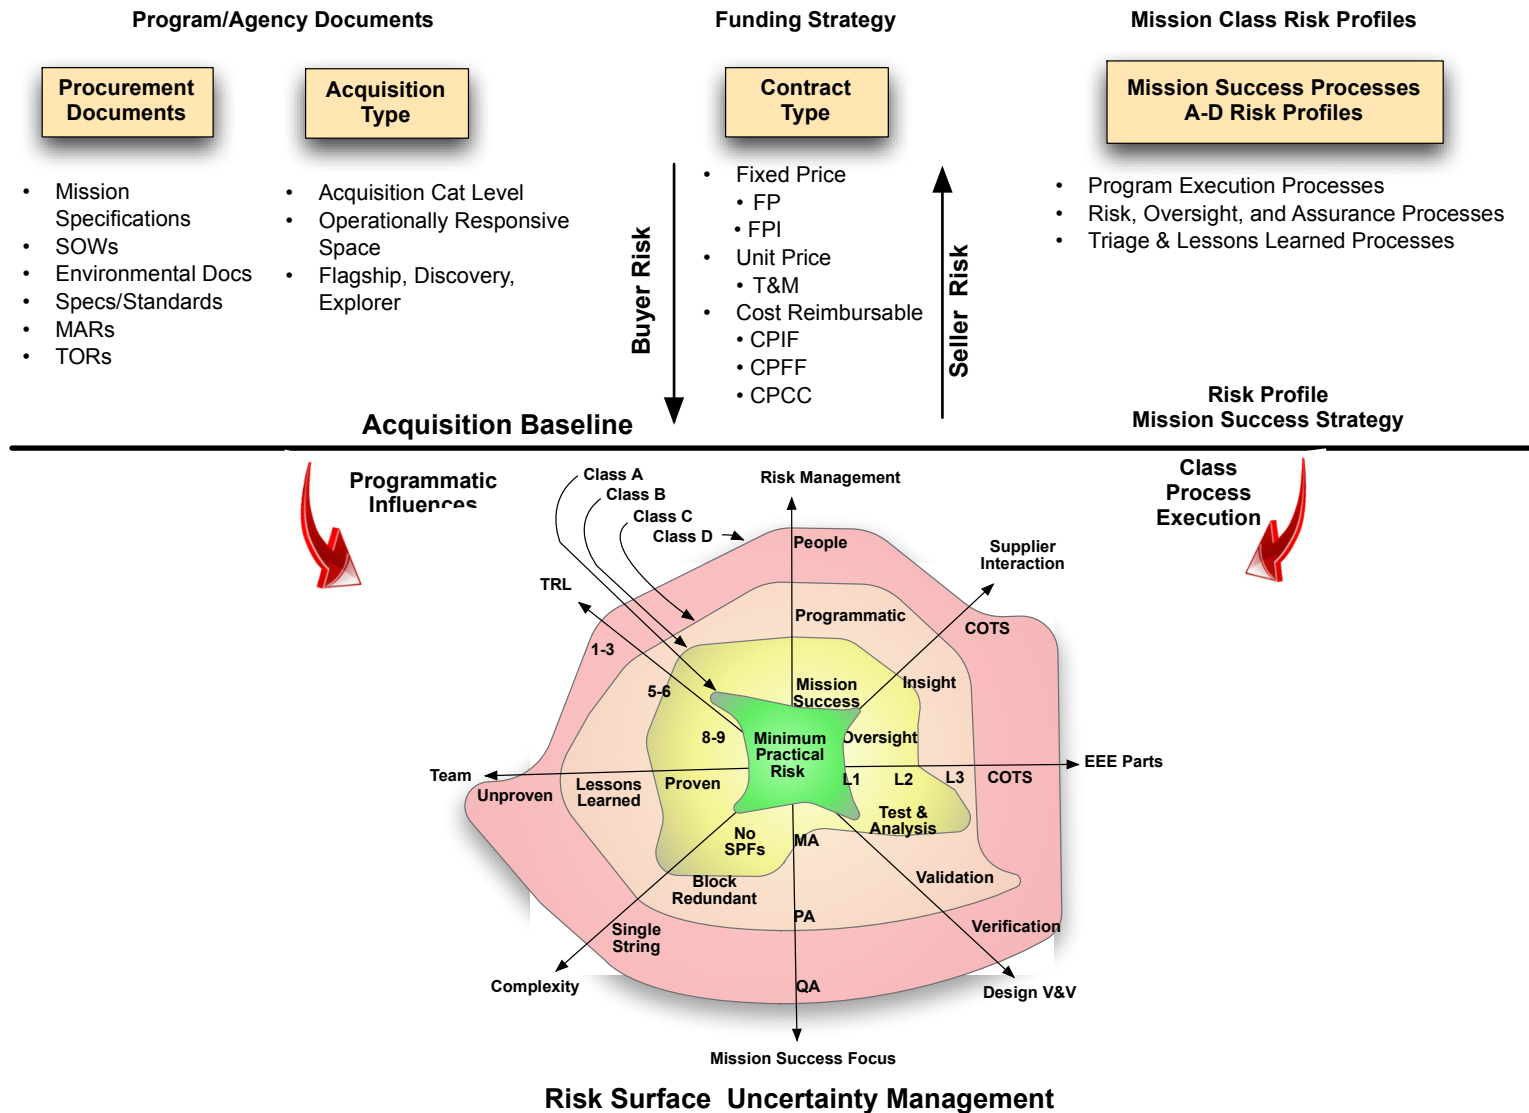 Program/Agency Documents
Funding Strategy
Mission Class Risk Profiles
Procurement
Documents
Acquisition
Type
Contract
Type
Mission Success Processes
A-D Risk Profiles
• Mission
Specifications
• SOWs
• Environmental Docs
• Specs/Standards
• MARs
• TORs
• Acquisition Cat Level
• Operationally Responsive
Space
• Flagship, Discovery,
Explorer
Buyer Risk
• Fixed Price
• FP
• FPI
• Unit Price
• T&M
• Cost Reimbursable
• CPIF
• CPFF
• CPCC
Seller Risk
• Program Execution Processes
• Risk, Oversight, and Assurance Processes
• Triage & Lessons Learned Processes
Acquisition Baseline
Risk Profile
Mission Success Strategy
Programmatic
Influences
Class
Process
Execution
Class A
Class B
Class C
Class D
Risk Management
People
Programmatic
Mission
Success
Supplier
Interaction
COTS
Insight
Oversight
TRL
1-3
5-6
8-9
Minimum
Practical
Risk
EEE Parts
L1
L2
L3
COTS
Team
Unproven
Lessons
Learned
Proven
Test &
Analysis
Validation
Verification
Design V&V
No
SPFs
Block
Redundant
Single
String
Complexity
MA
PA
QA
Mission Success Focus
Risk Surface Uncertainty Management